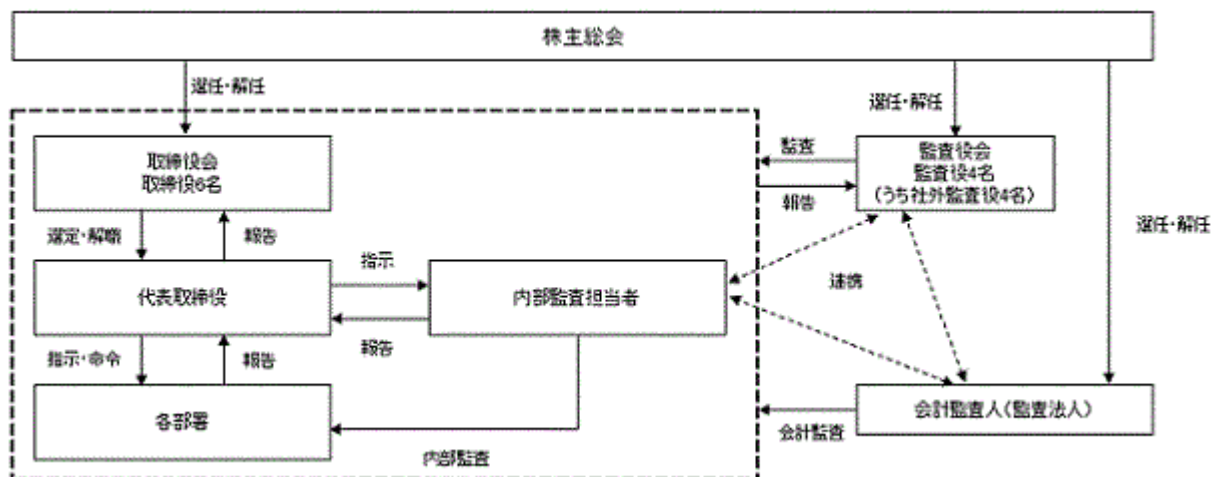 株主総会
選任・解任
選任・解任
取締役会
取締役6名
監査
監査役会
監査役4名
(うち社外監査役4名)
報告
選任・解任
選定・解職
報告
指示
連携
代表取締役
内部監査担当者
指示・命令
報告
報告
各部署
会計監査人(監査法人)
会計監査
内部監査